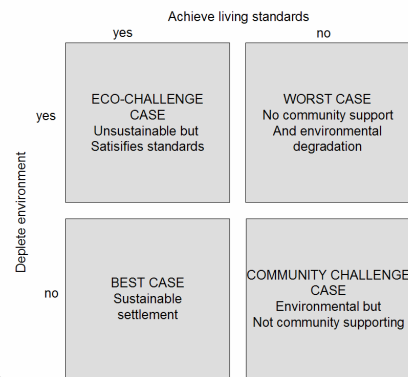 Achieve living standards
yes
no
yes
ECO-CHALLENGE
CASE
Unsustainable but
Satisifies standards
WORST CASE
No community support
And environmental
degradation
Deplete environment
no
BEST CASE
Sustainable
settlement
COMMUNITY CHALLENGE
CASE
Environmental but
Not community supporting